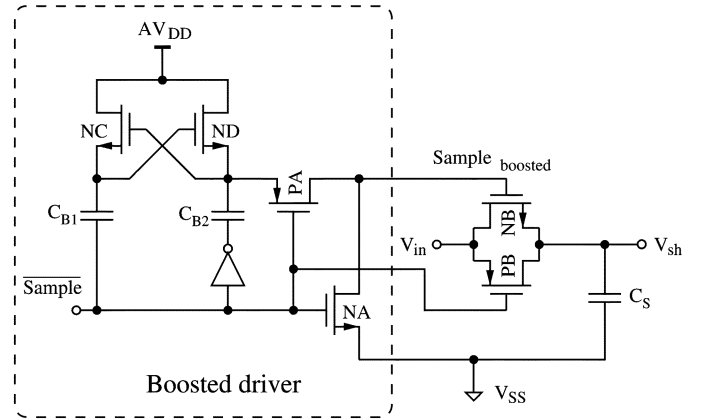 AVDD
NC
ND
PA
Sample boosted
CB1
CB2
NB
Vin
Vsh
PB
Sample
NA
CS
Boosted driver
VSS